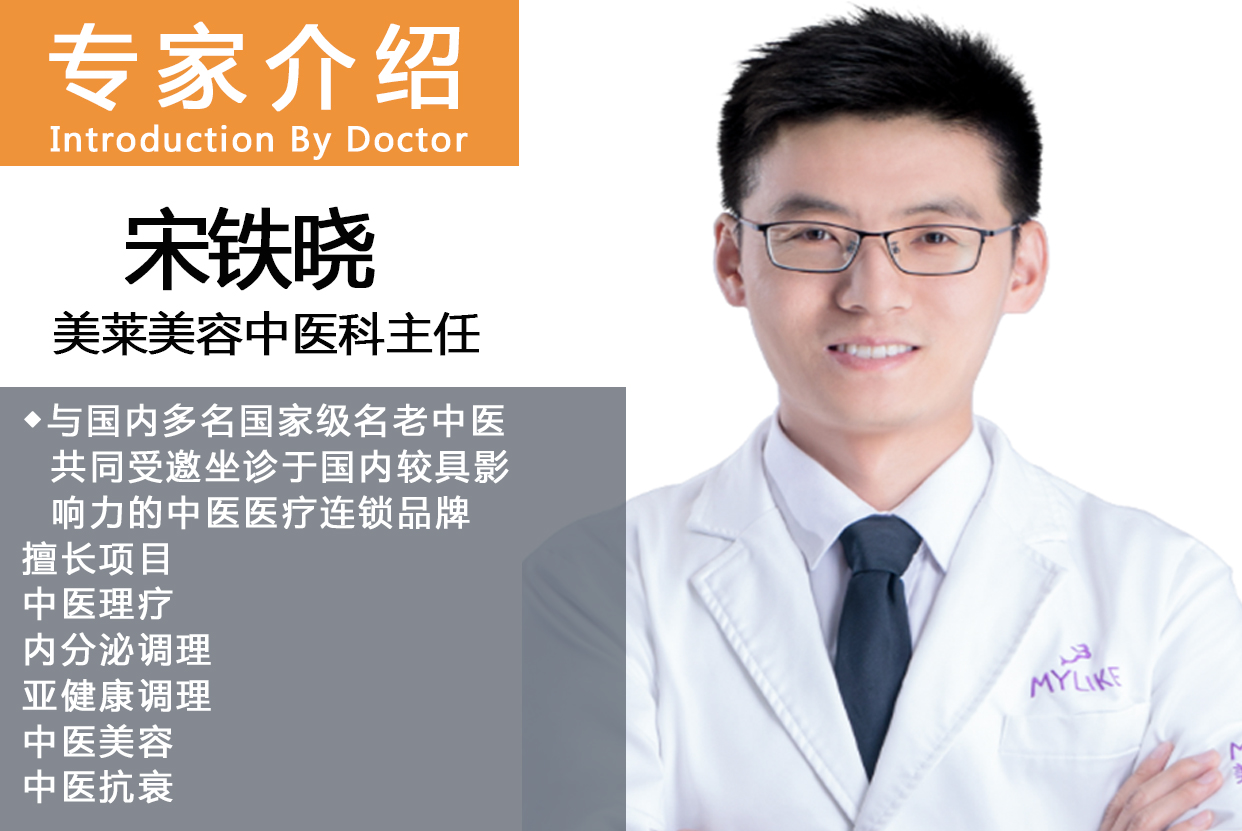 专家介绍
Introduction By Doctor
宋铁晓
美莱美容中医科主任
◆与国内多名国家级名老中医
共同受邀坐诊于国内较具影
响力的中医医疗连锁品牌
擅长项目
中医理疗
内分泌调理
亚健康调理
中医美容
中医抗衰
MYLIKE